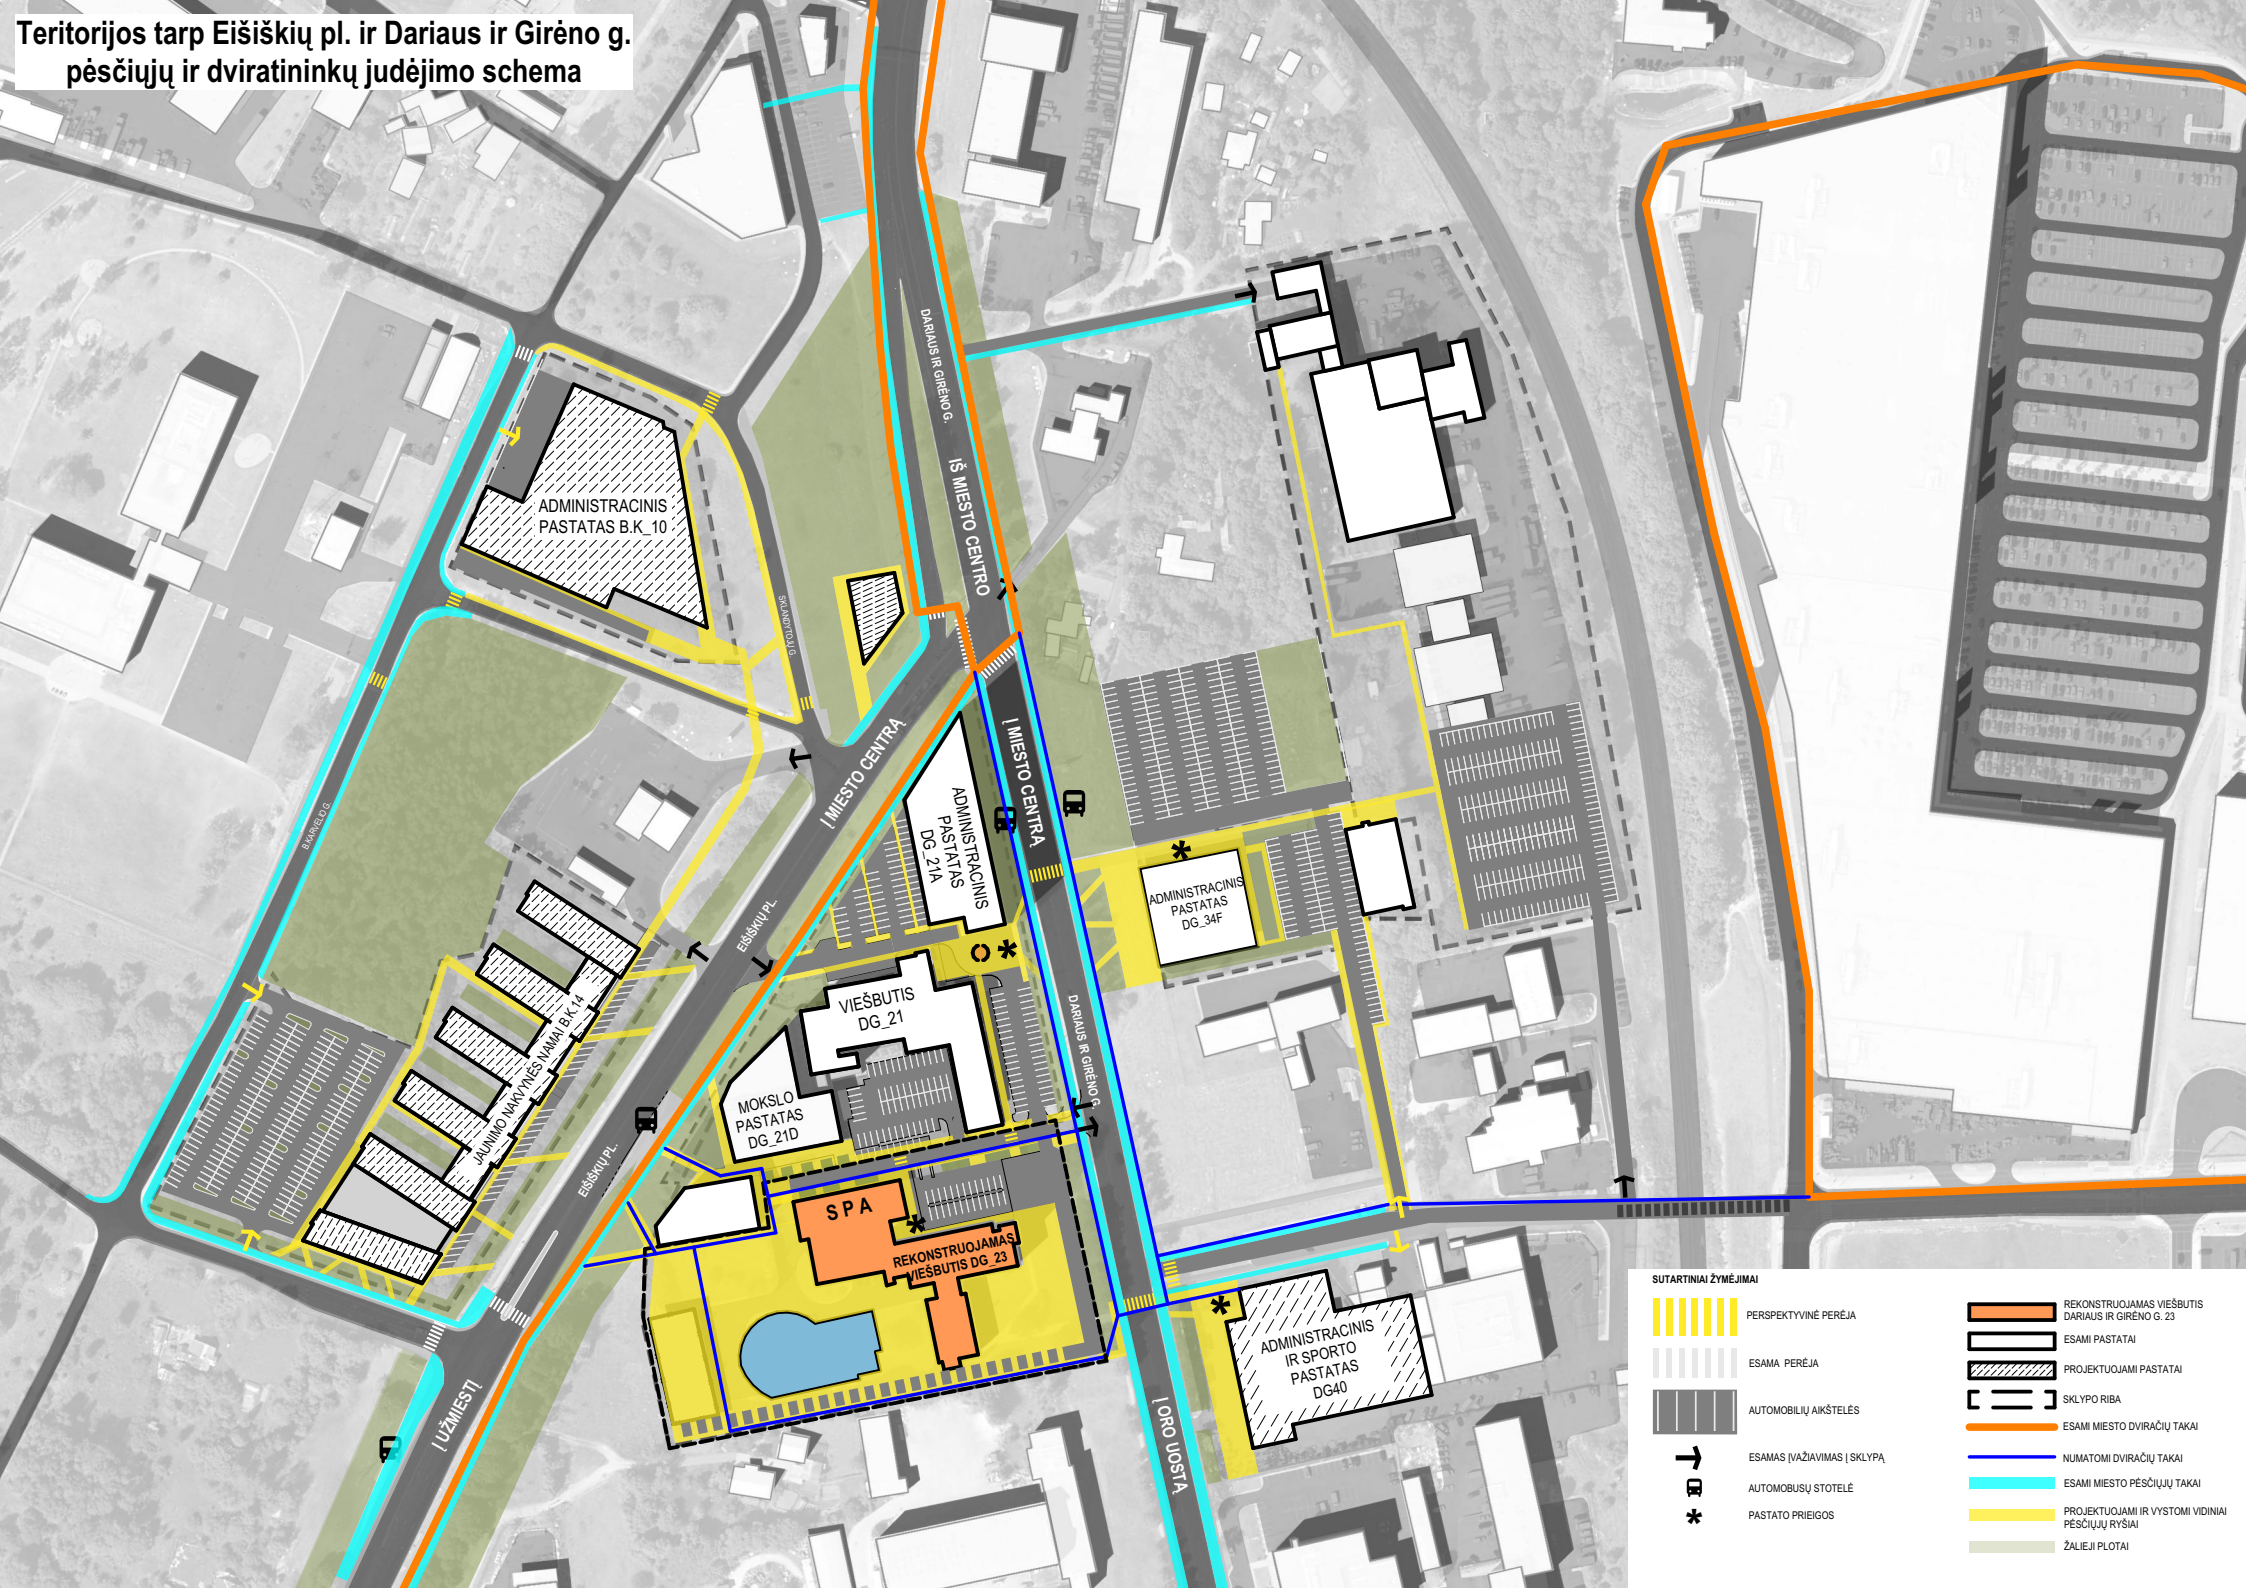 Teritorijos tarp Eišiškių pl. ir Dariaus ir Girėno g.
pėsčiųjų ir dviratininkų judėjimo schema
DARIAUS IR GIRĖNO G.
IŠ MIESTO CENTRO
ADMINISTRACINIS
PASTATAS B.K_10
SKLANDYTOJŲ G.
Į MIESTO CENTRĄ
Į MIESTO CENTRĄ
B.KARVELIO G.
ADMINISTRACINIS
PASTATAS
DG_21A
ADMINISTRACINIS
PASTATAS
DG_34F
EIŠIŠKIŲ PL.
VIEŠBUTIS
DG_21
JAUNIMO NAKVYNĖS NAMAI B.K.14
DARIAUS IR GIRĖNO G.
MOKSLO
PASTATAS
DG_21D
EIŠIŠKIŲ PL.
SPA
REKONSTRUOJAMAS
VIEŠBUTIS DG_23
ADMINISTRACINIS
IR SPORTO
PASTATAS
DG40
Į UŽMIESTĮ
Į ORO UOSTĄ
SUTARTINIAI ŽYMĖJIMAI
PERSPEKTYVINĖ PERĖJA
ESAMA PERĖJA
AUTOMOBILIŲ AIKŠTELĖS
ESAMAS ĮVAŽIAVIMAS Į SKLYPĄ
AUTOMOBUSŲ STOTELĖ
PASTATO PRIEIGOS
REKONSTRUOJAMAS VIEŠBUTIS
DARIAUS IR GIRĖNO G. 23
ESAMI PASTATAI
PROJEKTUOJAMI PASTATAI
SKLYPO RIBA
ESAMI MIESTO DVIRAČIŲ TAKAI
NUMATOMI DVIRAČIŲ TAKAI
ESAMI MIESTO PĖSČIŲJŲ TAKAI
PROJEKTUOJAMI IR VYSTOMI VIDINIAI
PĖSČIŲJŲ RYŠIAI
ŽALIEJI PLOTAI